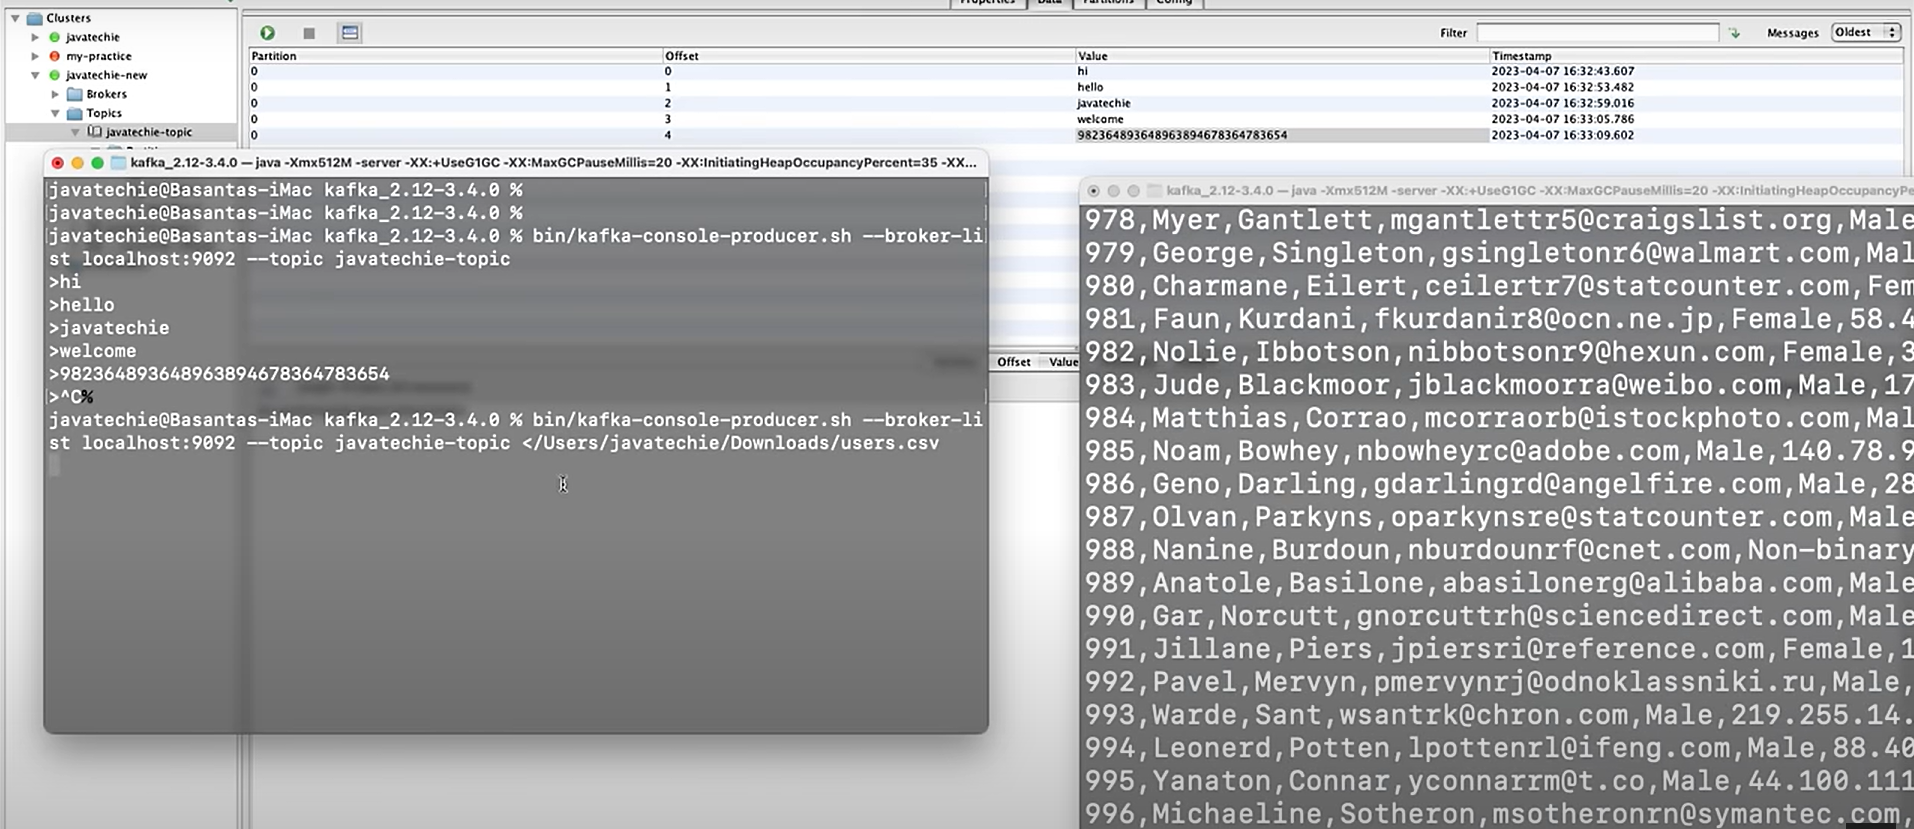 Properties Data Partitions Config
Clusters
javatechie
my-practice
javatechie-new
Brokers
Topics
javatechie-topic
Filter Messages Oldest
Partition Offset Value Timestamp
0 0 hi 2023-04-07 16:32:43.607
0 1 hello 2023-04-07 16:32:53.482
0 2 javatechie 2023-04-07 16:32:59.016
0 3 welcome 2023-04-07 16:33:05.786
0 4 9823648936489638946783647836​54 2023-04-07 16:33:09.602
kafka_2.12-3.4.0 — java -Xmx512M -server -XX:+UseG1GC -XX:MaxGCPauseMillis=20 -XX:InitiatingHeapOccupancyPercent=35 -XX...
javatechie@Basantas-iMac kafka_2.12-3.4.0 %
javatechie@Basantas-iMac kafka_2.12-3.4.0 %
javatechie@Basantas-iMac kafka_2.12-3.4.0 % bin/kafka-console-producer.sh --broker-li
st localhost:9092 --topic javatechie-topic
>hi
>hello
>javatechie
>welcome
>982364893648963894678364783654
>^C%
javatechie@Basantas-iMac kafka_2.12-3.4.0 % bin/kafka-console-producer.sh --broker-li
st localhost:9092 --topic javatechie-topic </Users/javatechie/Downloads/users.csv
Offset Value
kafka_2.12-3.4.0 — java -Xmx512M -server -XX:+UseG1GC -XX:MaxGCPauseMillis=20 -XX:InitiatingHeapOccupancyPe
978,Myer,Gantlett,mgantlettr5@craigslist.org,Male
979,George,Singleton,gsingletonr6@walmart.com,Mal
980,Charmane,Eilert,ceilertr7@statcounter.com,Fem
981,Faun,Kurdani,fkurdanir8@ocn.ne.jp,Female,58.4
982,Nolie,Ibbotson,nibbotsonr9@hexun.com,Female,3
983,Jude,Blackmoor,jblackmoorra@weibo.com,Male,17
984,Matthias,Corrao,mcorraorb@istockphoto.com,Mal
985,Noam,Bowhey,nbowheyrc@adobe.com,Male,140.78.9
986,Geno,Darling,gdarlingrd@angelfire.com,Male,28
987,Olvan,Parkyns,oparkynsre@statcounter.com,Male
988,Nanine,Burdoun,nburdounrf@cnet.com,Non-binary
989,Anatole,Basilone,abasilonerg@alibaba.com,Male
990,Gar,Norcutt,gnorcuttrh@sciencedirect.com,Male
991,Jillane,Piers,jpiersri@reference.com,Female,1
992,Pavel,Mervyn,pmervynrj@odnoklassniki.ru,Male,
993,Warde,Sant,wsantrk@chron.com,Male,219.255.14.
994,Leonerd,Potten,lpottenrl@ifeng.com,Male,88.40
995,Yanaton,Connar,yconnarrm@t.co,Male,44.100.111
996,Michaeline,Sotheron,msotheronrn@symantec.com,